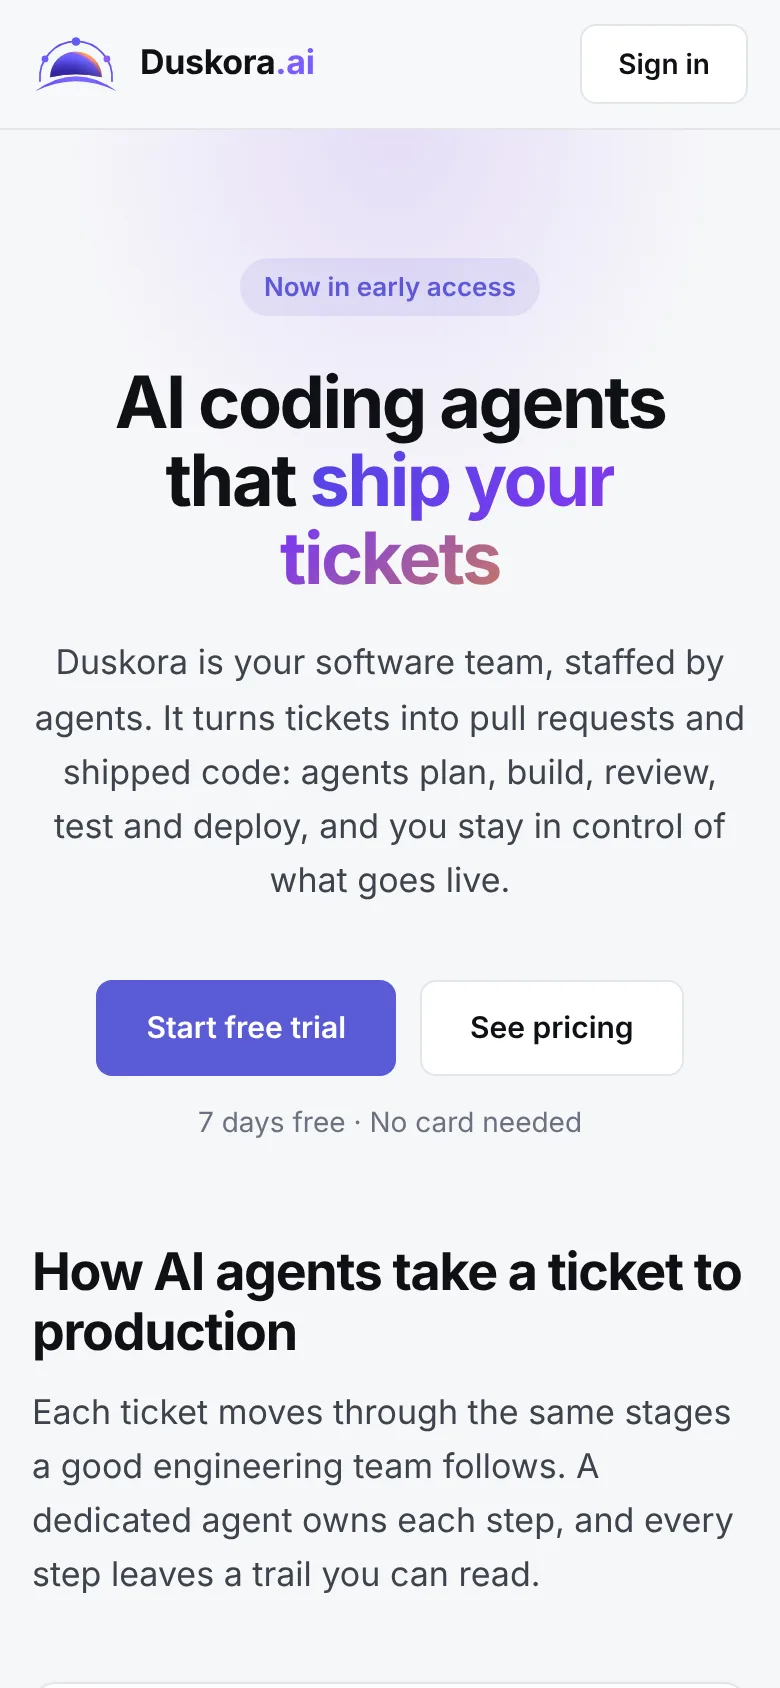 Duskora.ai
Sign in
Now in early access
AI coding agents
that ship your
tickets
Duskora is your software team, staffed by
agents. It turns tickets into pull requests and
shipped code: agents plan, build, review,
test and deploy, and you stay in control of
what goes live.
Start free trial
See pricing
7 days free · No card needed
How AI agents take a ticket to
production
Each ticket moves through the same stages
a good engineering team follows. A
dedicated agent owns each step, and every
step leaves a trail you can read.